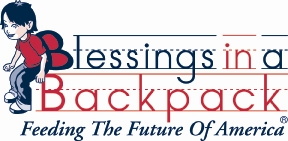 Blessings in a
Backpack
Feeding The Future Of America®